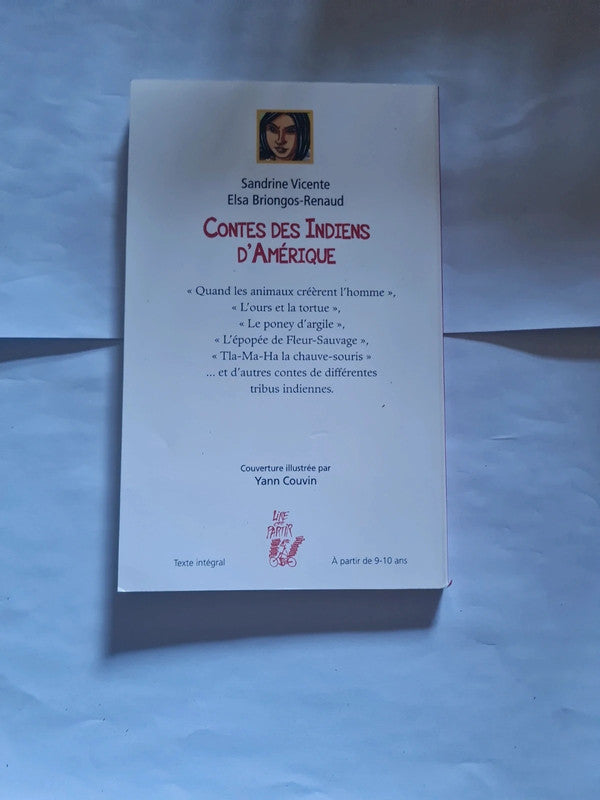 Sandrine Vicente
Elsa Briongos-Renaud
CONTES DES INDIENS
D'AMÉRIQUE
« Quand les animaux créèrent l'homme »,
« L'ours et la tortue »,
« Le poney d'argile »,
« L'épopée de Fleur-Sauvage »,
« Tla-Ma-Ha la chauve-souris »
... et d'autres contes de différentes
tribus indiennes.
Couverture illustrée par
Yann Couvin
LIRE
C'EST
PARTIR
Texte intégral
À partir de 9-10 ans